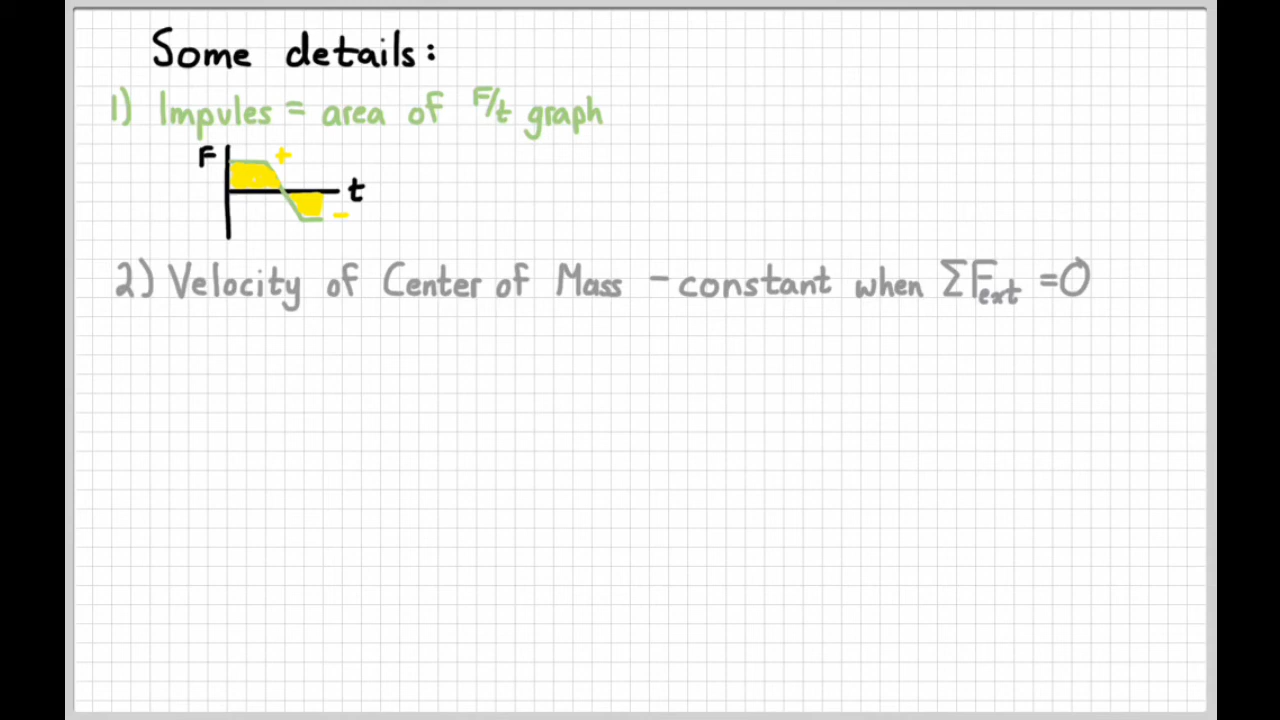 Some details:
1) Impules = area of F/t graph
F +
t
-
2) Velocity of Center of Mass - constant when ΣFext = 0